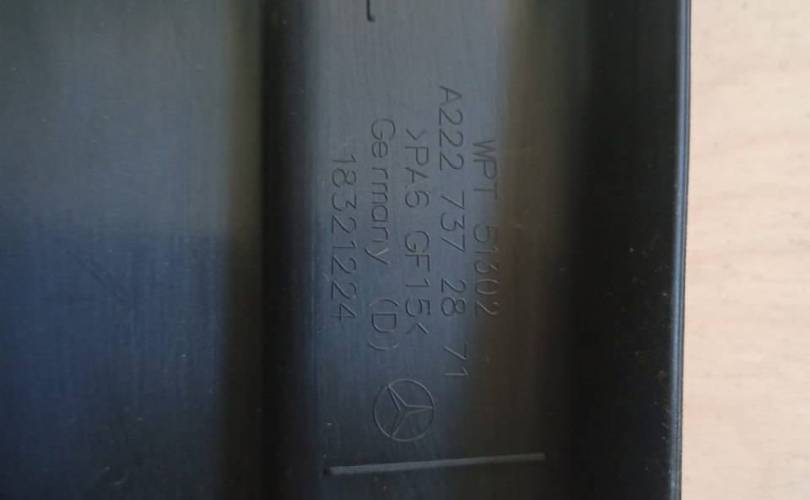 WPT 51302
A222 737 28 71
>PA6 GF15<
Germany (D)
18321224